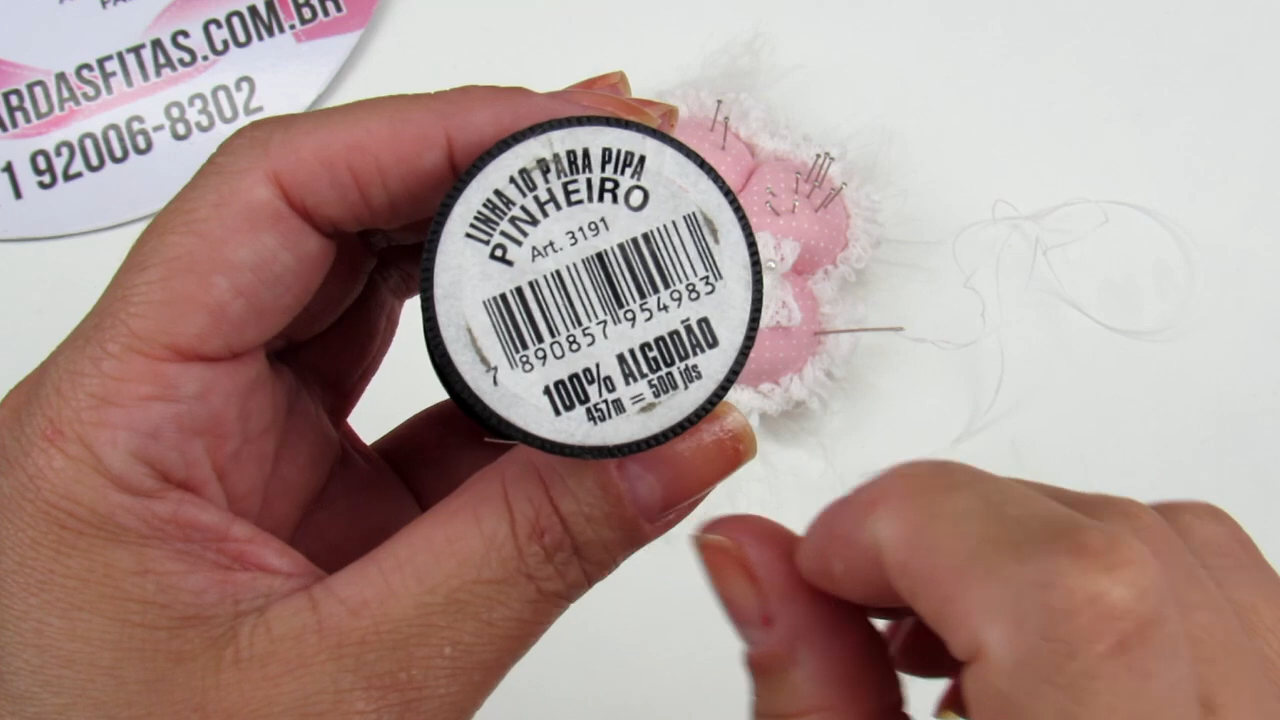 ARDASFITAS.COM.BR
1 92006-8302
LINHA 10 PARA PIPA
PINHEIRO
Art. 3191
7 890857 954983
100% ALGODÃO
457m = 500 jds